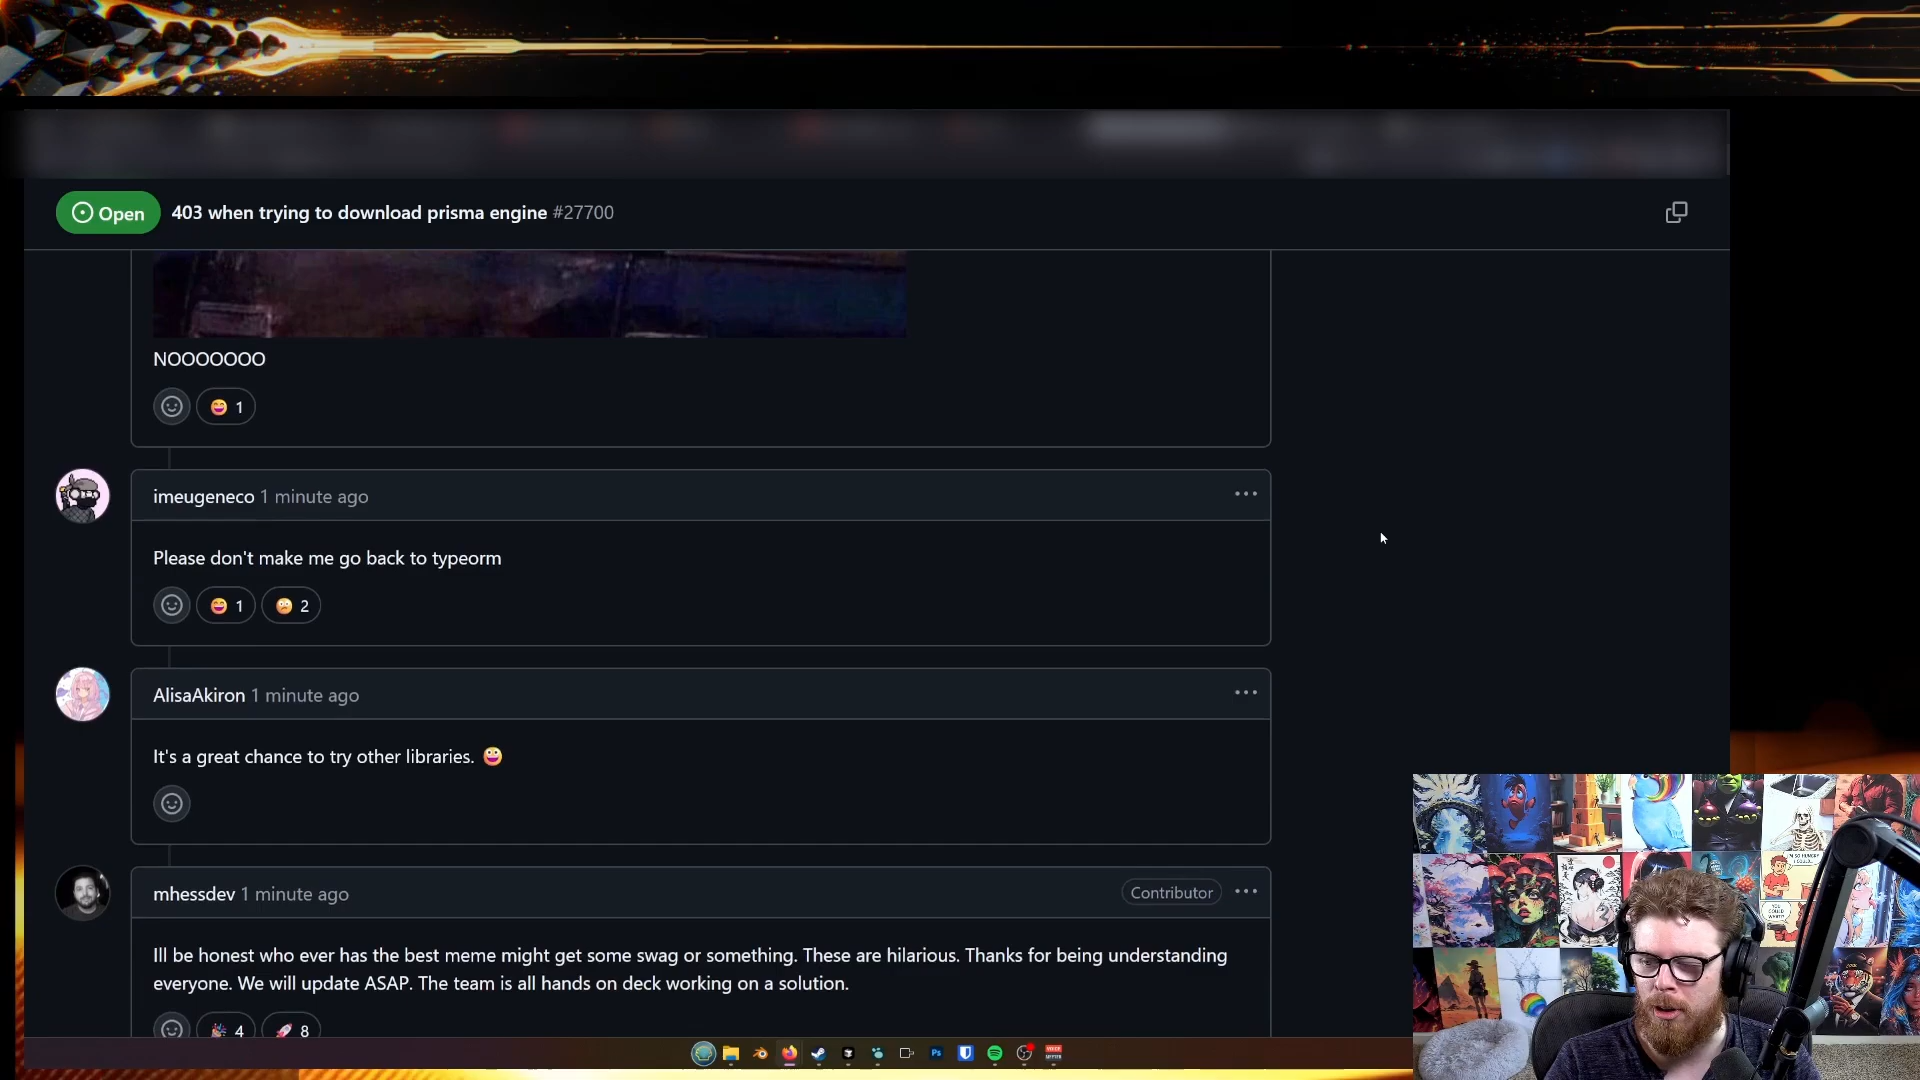 Open
403 when trying to download prisma engine #27700
NOOOOOOO
1
imeugeneco 1 minute ago
Please don't make me go back to typeorm
1 2
AlisaAkiron 1 minute ago
It's a great chance to try other libraries.
mhessdev 1 minute ago
Contributor
Ill be honest who ever has the best meme might get some swag or something. These are hilarious. Thanks for being understanding
everyone. We will update ASAP. The team is all hands on deck working on a solution.
4 8
Ps